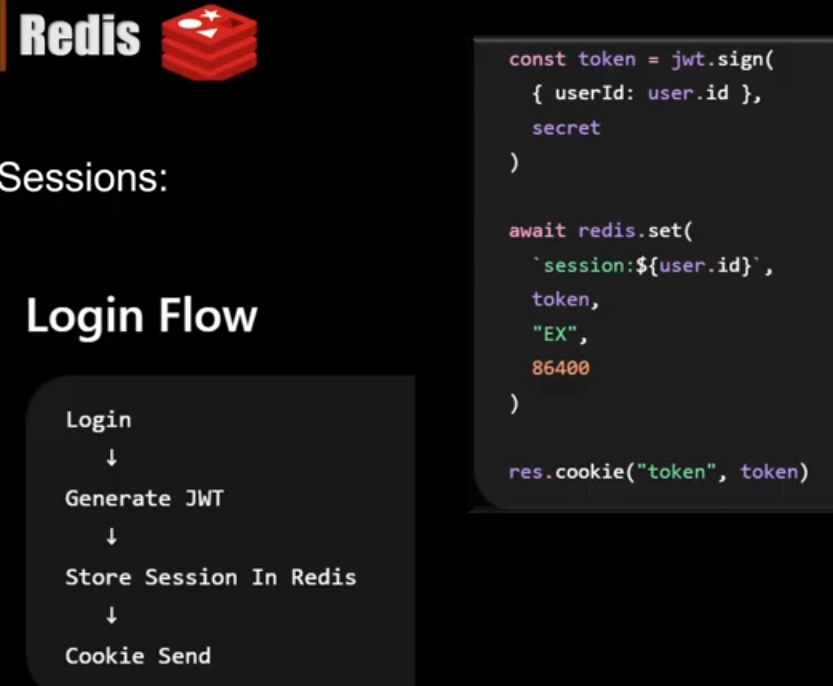 Redis
Sessions:
Login Flow
Login
↓
Generate JWT
↓
Store Session In Redis
↓
Cookie Send
const token = jwt.sign(
  { userId: user.id },
  secret
)

await redis.set(
  `session:${user.id}`,
  token,
  "EX",
  86400
)

res.cookie("token", token)